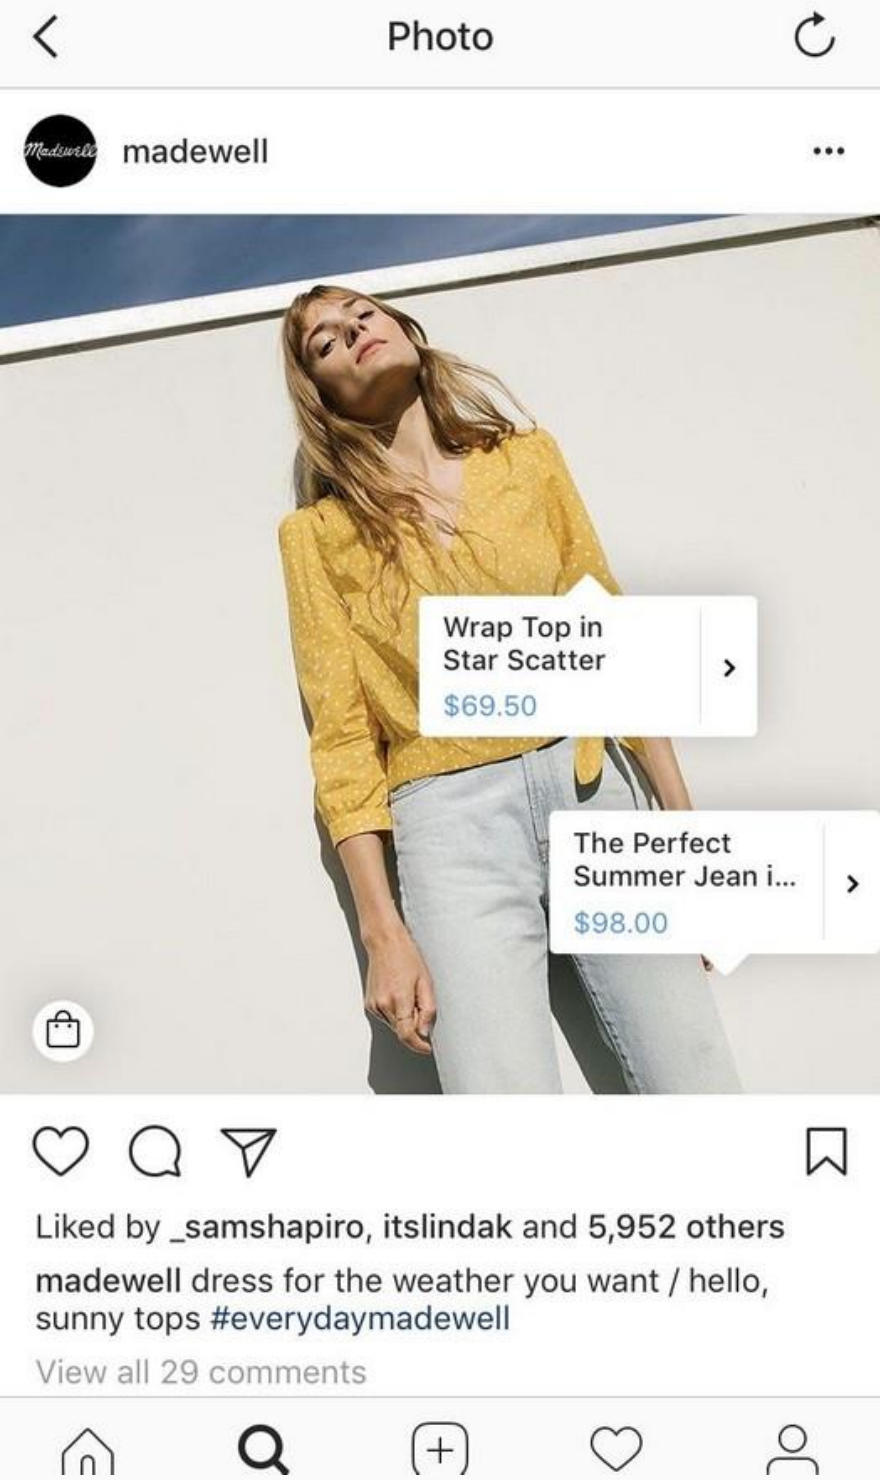 Photo
Madewell
madewell
Wrap Top in
Star Scatter
$69.50
The Perfect
Summer Jean i...
$98.00
Liked by _samshapiro, itslindak and 5,952 others
madewell dress for the weather you want / hello,
sunny tops #everydaymadewell
View all 29 comments